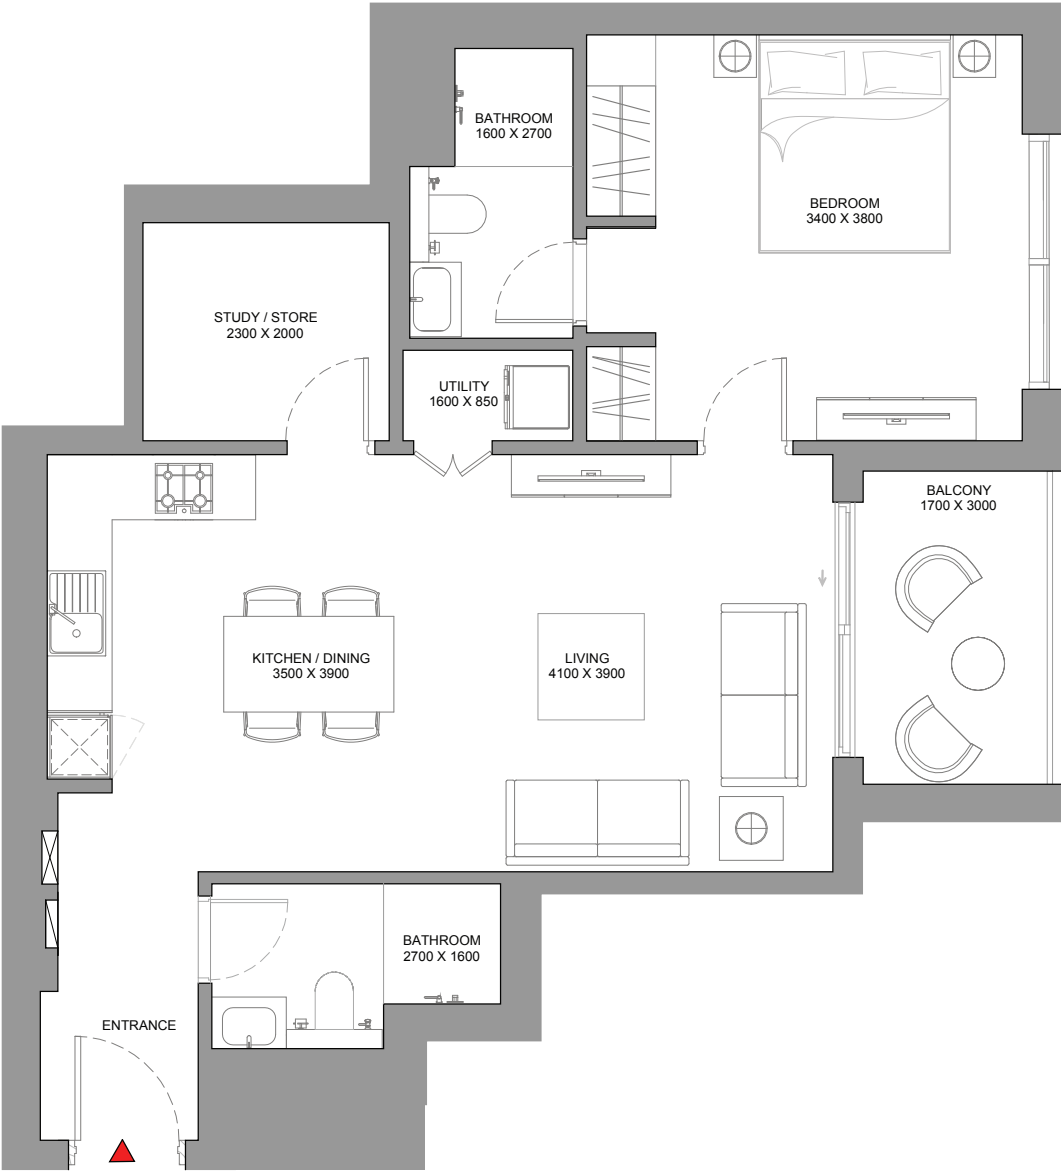 BATHROOM
1600 X 2700
BEDROOM
3400 X 3800
STUDY / STORE
2300 X 2000
UTILITY
1600 X 850
BALCONY
1700 X 3000
KITCHEN / DINING
3500 X 3900
LIVING
4100 X 3900
BATHROOM
2700 X 1600
ENTRANCE